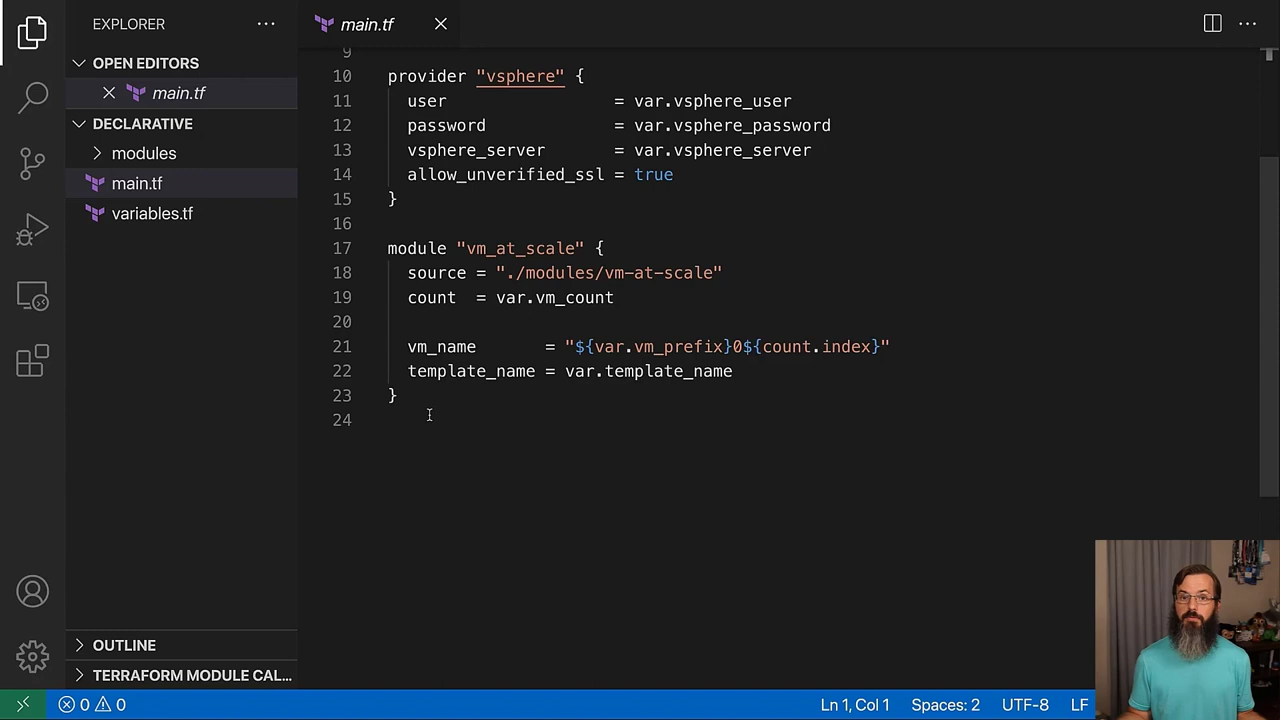 EXPLORER
main.tf
OPEN EDITORS
main.tf
DECLARATIVE
modules
main.tf
variables.tf
OUTLINE
TERRAFORM MODULE CAL...
9
10 provider "vsphere" {
11 user = var.vsphere_user
12 password = var.vsphere_password
13 vsphere_server = var.vsphere_server
14 allow_unverified_ssl = true
15 }
16
17 module "vm_at_scale" {
18 source = "./modules/vm-at-scale"
19 count = var.vm_count
20
21 vm_name = "${var.vm_prefix}0${count.index}"
22 template_name = var.template_name
23 }
24
0 0 Ln 1, Col 1 Spaces: 2 UTF-8 LF